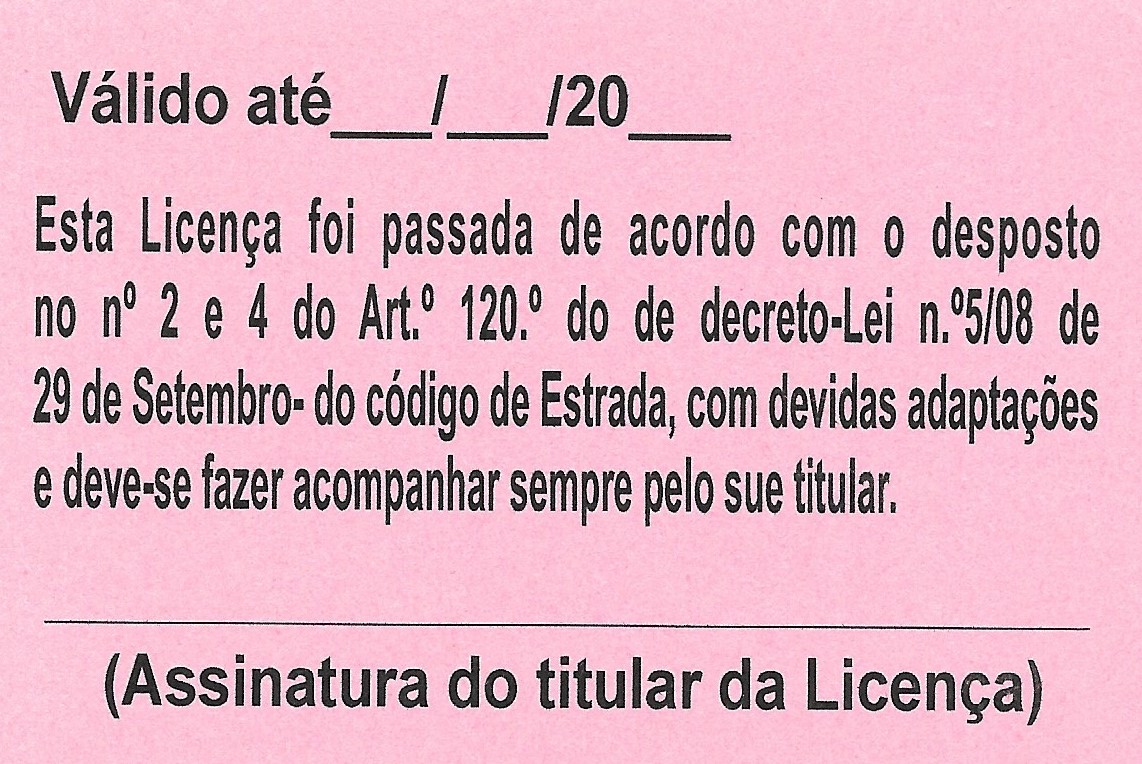 Válido até___/___/20___
Esta Licença foi passada de acordo com o desposto
no nº 2 e 4 do Art.º 120.º do de decreto-Lei n.º5/08 de
29 de Setembro- do código de Estrada, com devidas adaptações
e deve-se fazer acompanhar sempre pelo sue titular.
(Assinatura do titular da Licença)